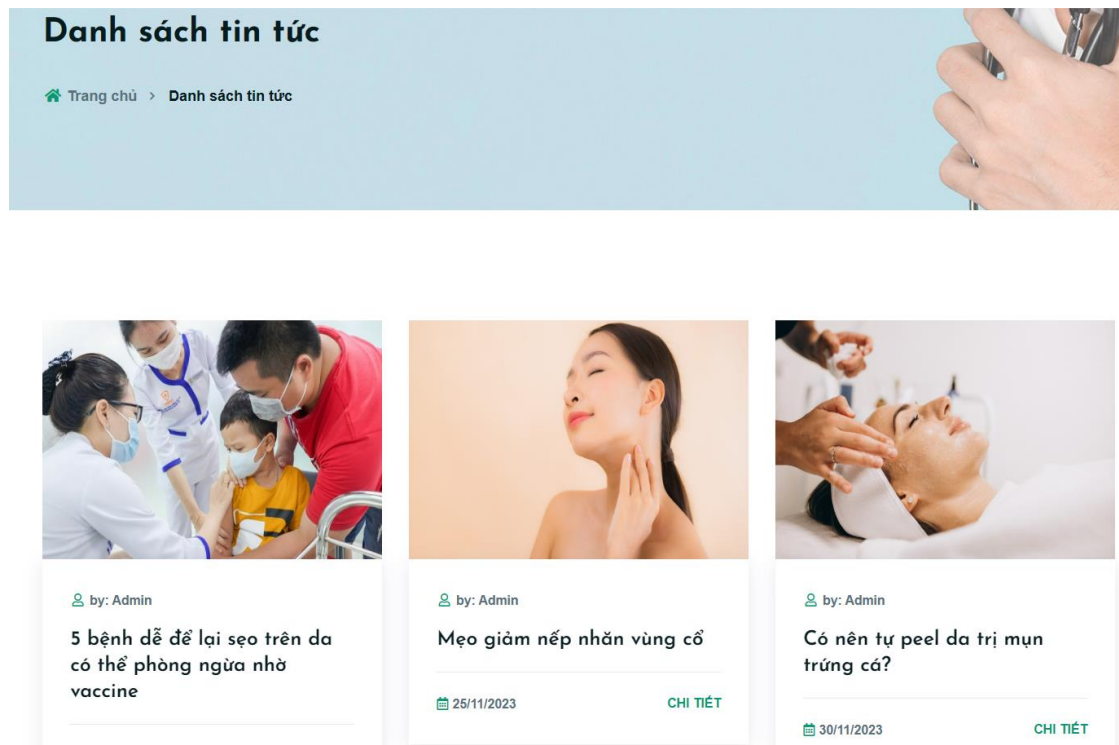 Danh sách tin tức
Trang chủ > Danh sách tin tức
by: Admin
5 bệnh dễ để lại sẹo trên da
có thể phòng ngừa nhờ
vaccine
by: Admin
Mẹo giảm nếp nhăn vùng cổ
25/11/2023 CHI TIẾT
by: Admin
Có nên tự peel da trị mụn
trứng cá?
30/11/2023 CHI TIẾT